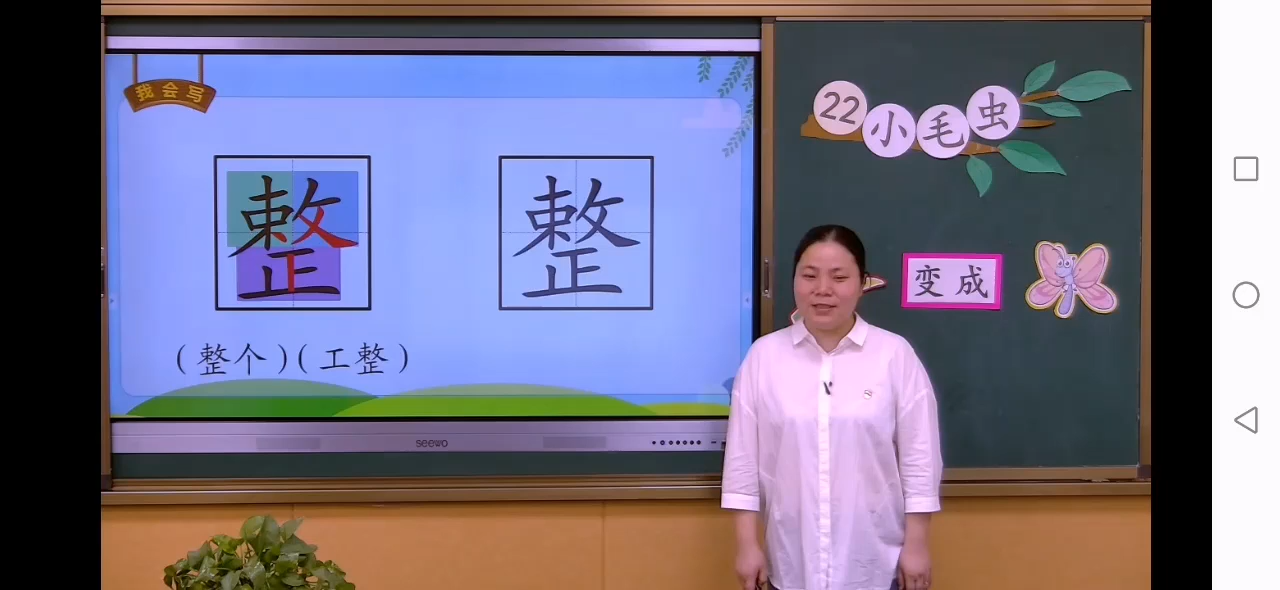 我会写
整 整
（整个）（工整）
seewo
22 小毛虫
变成